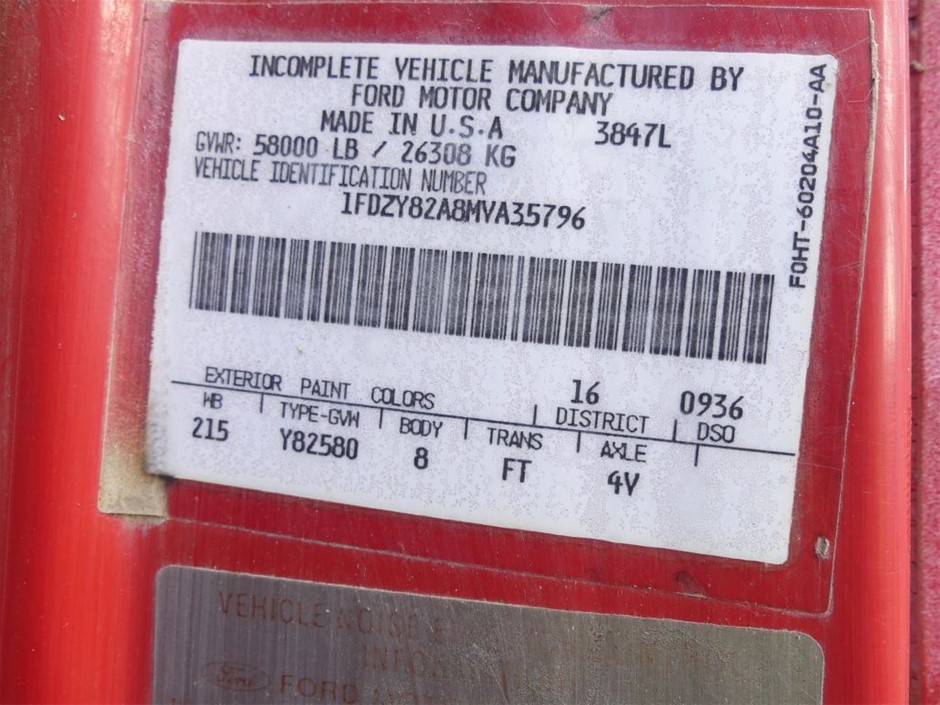 INCOMPLETE VEHICLE MANUFACTURED BY
FORD MOTOR COMPANY
MADE IN U.S.A 3847L
GVWR: 58000 LB / 26308 KG
VEHICLE IDENTIFICATION NUMBER
1FDZY82A8MVA35796
F0HT-60204A10-AA
EXTERIOR PAINT COLORS 16 0936
WB TYPE-GVW BODY TRANS DISTRICT AXLE DSO
215 Y82580 8 FT 4V
VEHICLE NOISE
Ford FORD